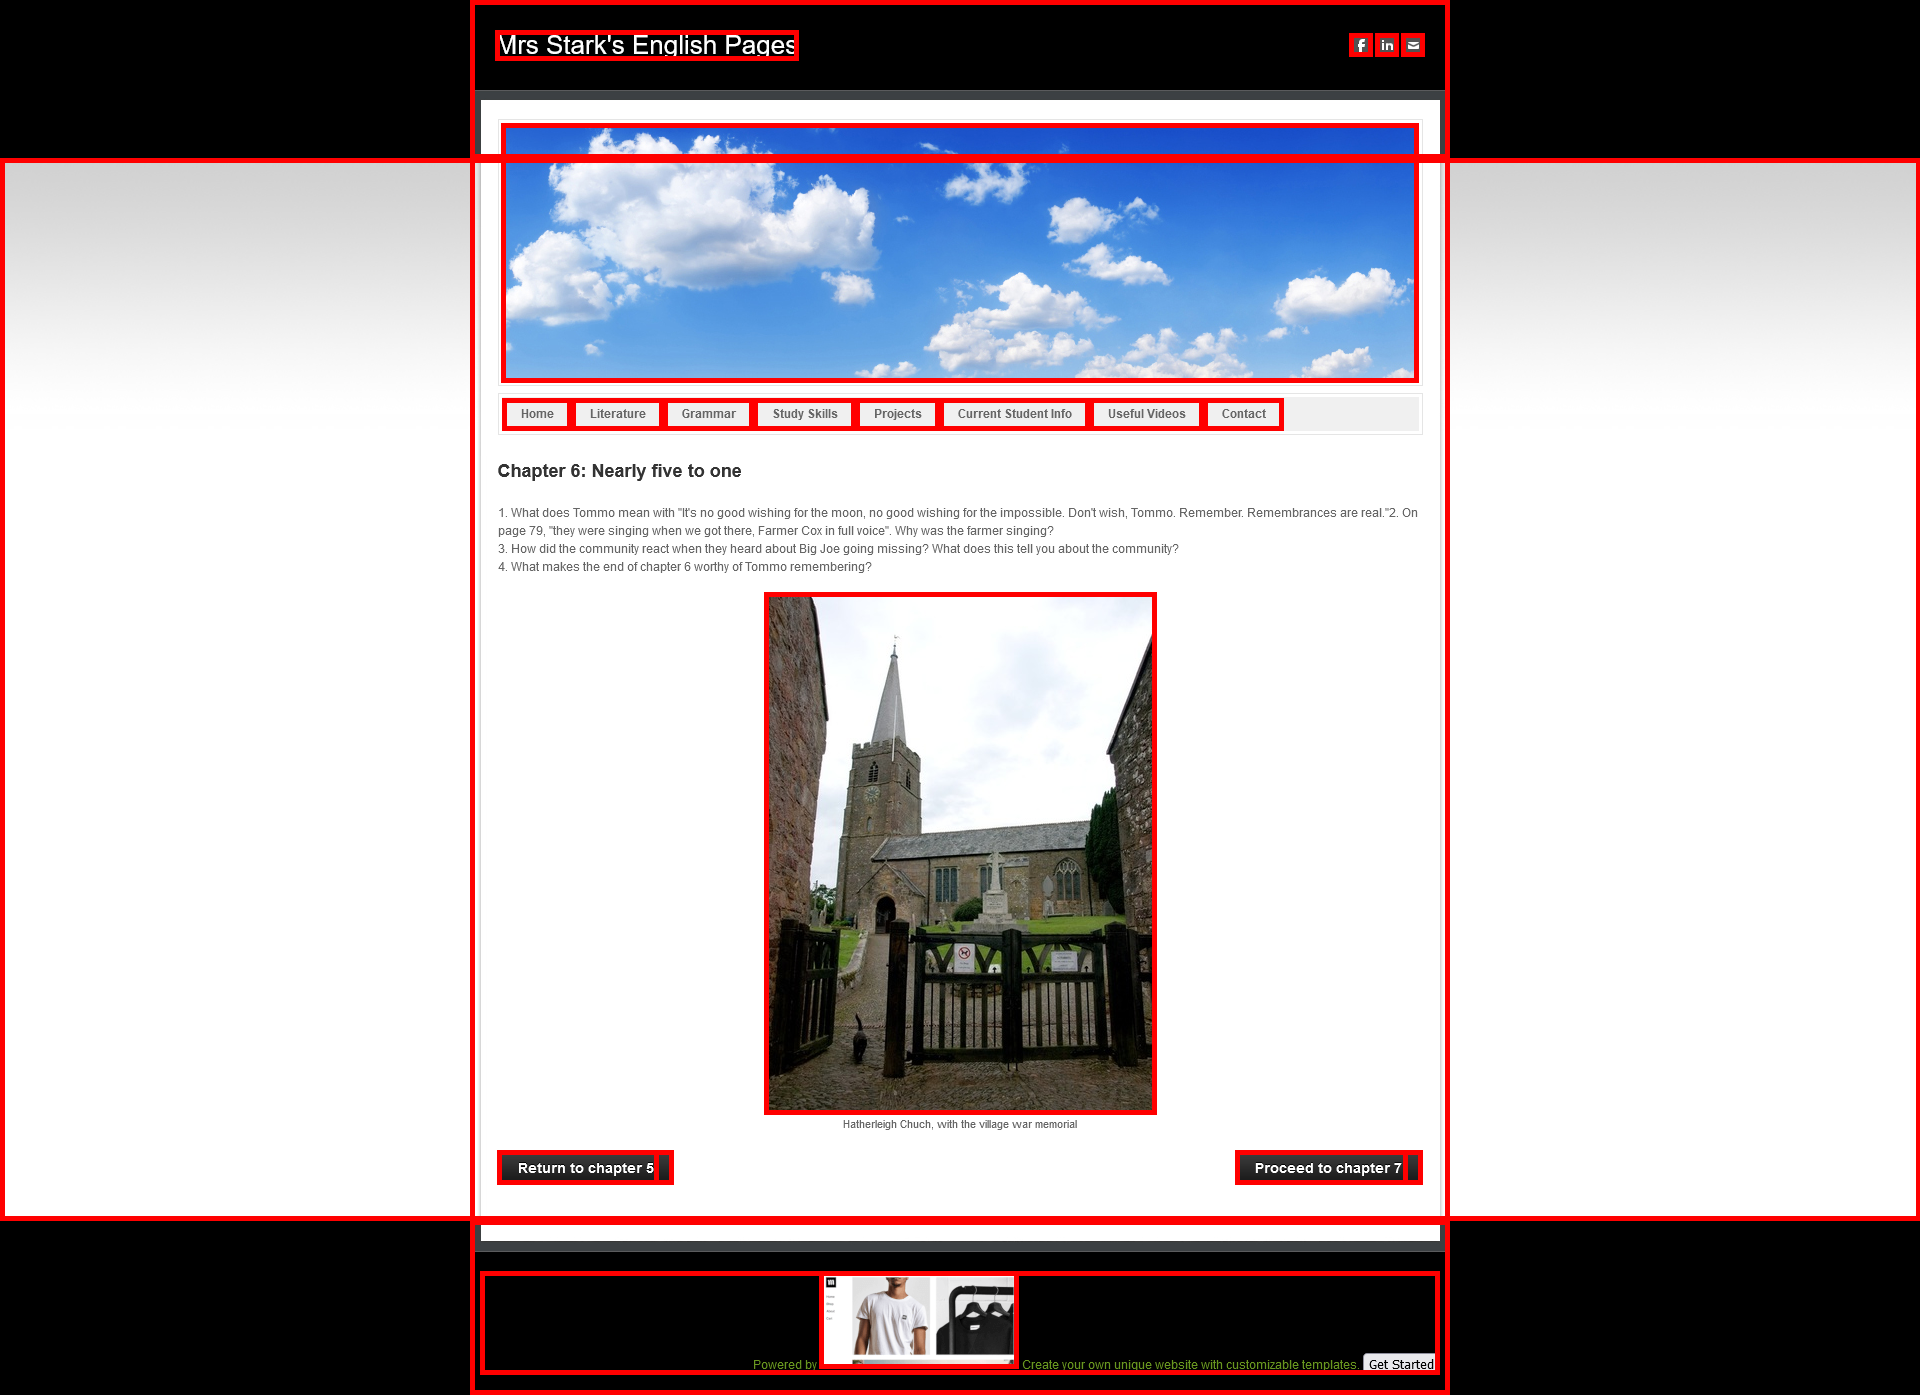 Mrs Stark's English Pages
Home Literature Grammar Study Skills Projects Current Student Info Useful Videos Contact
Chapter 6: Nearly five to one
1. What does Tommo mean with "It's no good wishing for the moon, no good wishing for the impossible. Don't wish, Tommo. Remember. Remembrances are real."2. On
page 79, "they were singing when we got there, Farmer Cox in full voice". Why was the farmer singing?
3. How did the community react when they heard about Big Joe going missing? What does this tell you about the community?
4. What makes the end of chapter 6 worthy of Tommo remembering?
Hatherleigh Chuch, with the village war memorial
Return to chapter 5 Proceed to chapter 7
Powered by Create your own unique website with customizable templates. Get Started